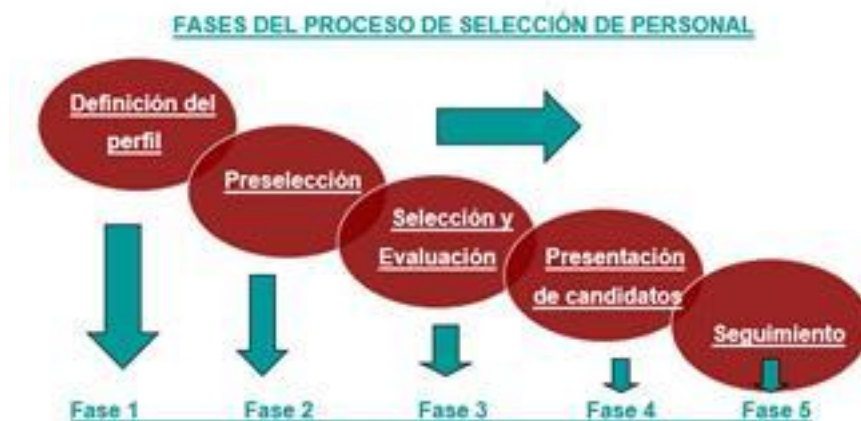 FASES DEL PROCESO DE SELECCIÓN DE PERSONAL
Definición del
perfil
Preselección
Selección y
Evaluación
Presentación
de candidatos
Seguimiento
Fase 1
Fase 2
Fase 3
Fase 4
Fase 5